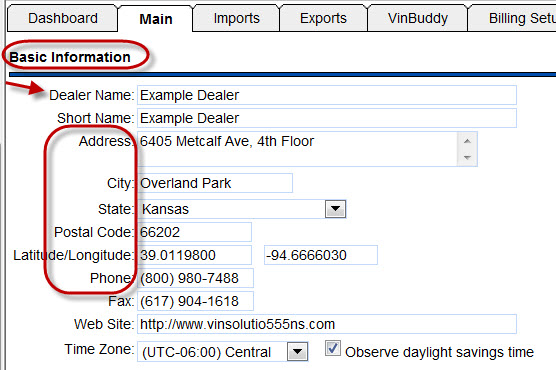 Dashboard Main Imports Exports VinBuddy Billing Setu
Basic Information
Dealer Name: Example Dealer
Short Name: Example Dealer
Address: 6405 Metcalf Ave, 4th Floor
City: Overland Park
State: Kansas
Postal Code: 66202
Latitude/Longitude: 39.0119800 -94.6666030
Phone: (800) 980-7488
Fax: (617) 904-1618
Web Site: http://www.vinsolutio555ns.com
Time Zone: (UTC-06:00) Central Observe daylight savings time